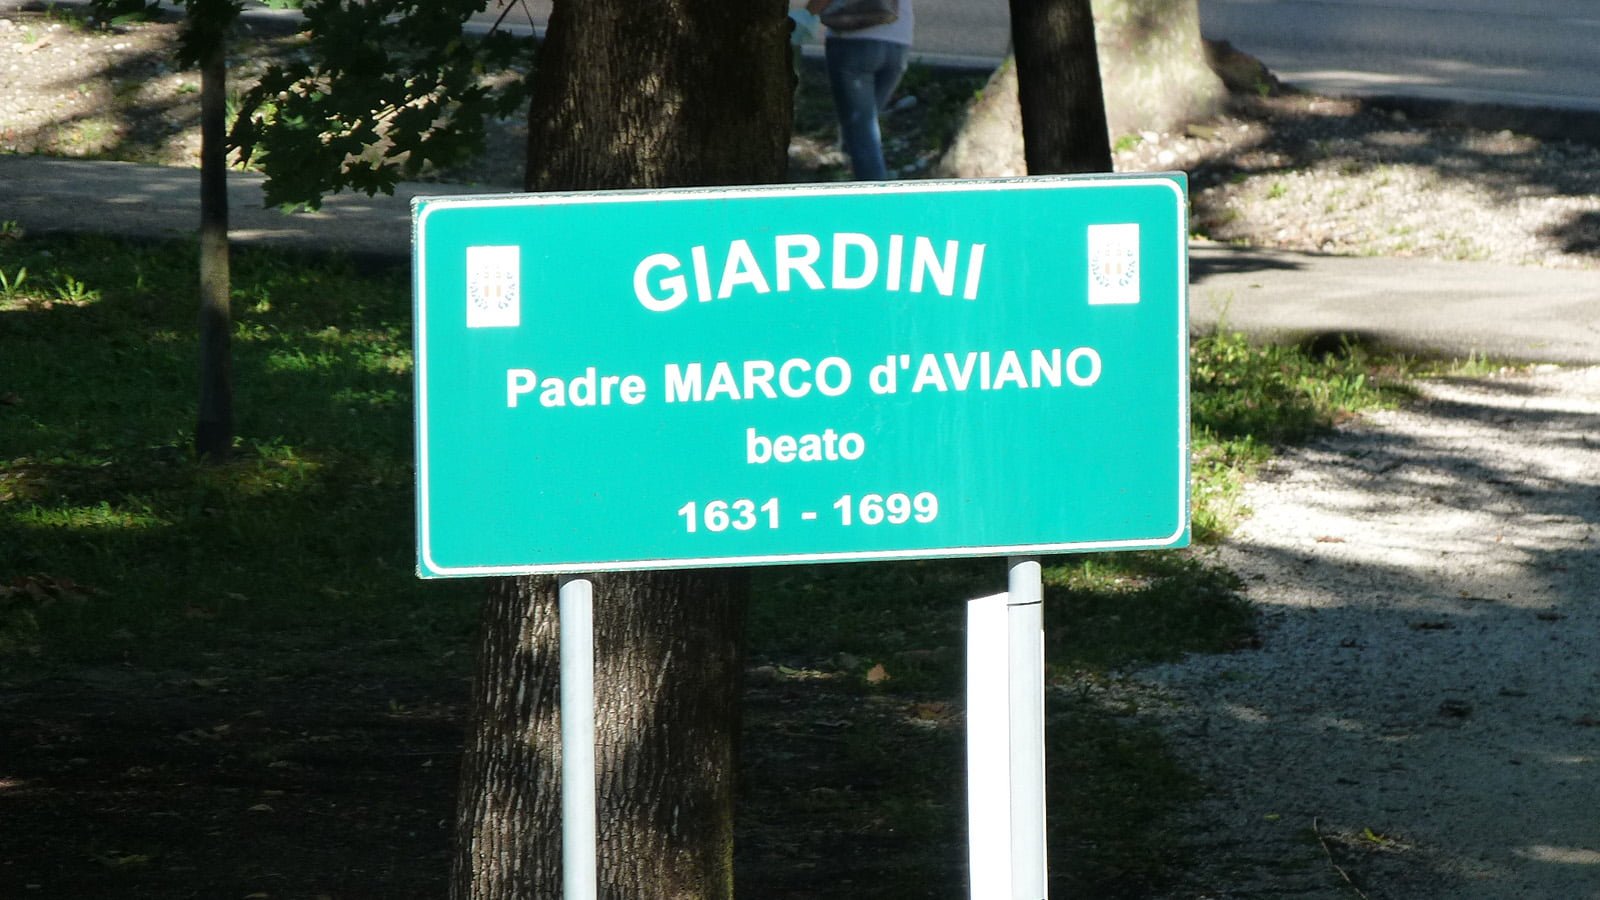 GIARDINI
Padre MARCO d'AVIANO
beato
1631 - 1699